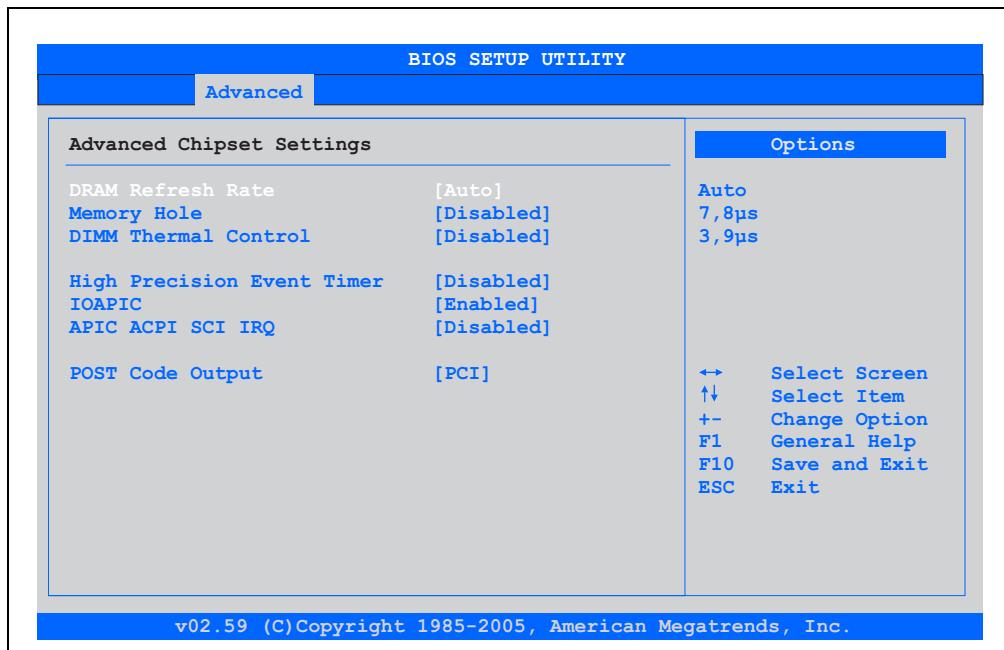 BIOS SETUP UTILITY
Advanced
Advanced Chipset Settings
DRAM Refresh Rate [Auto]
Memory Hole [Disabled]
DIMM Thermal Control [Disabled]
High Precision Event Timer [Disabled]
IOAPIC [Enabled]
APIC ACPI SCI IRQ [Disabled]
POST Code Output [PCI]
Options
Auto
7,8µs
3,9µs
↔ Select Screen
↑↓ Select Item
+- Change Option
F1 General Help
F10 Save and Exit
ESC Exit
v02.59 (C)Copyright 1985-2005, American Megatrends, Inc.